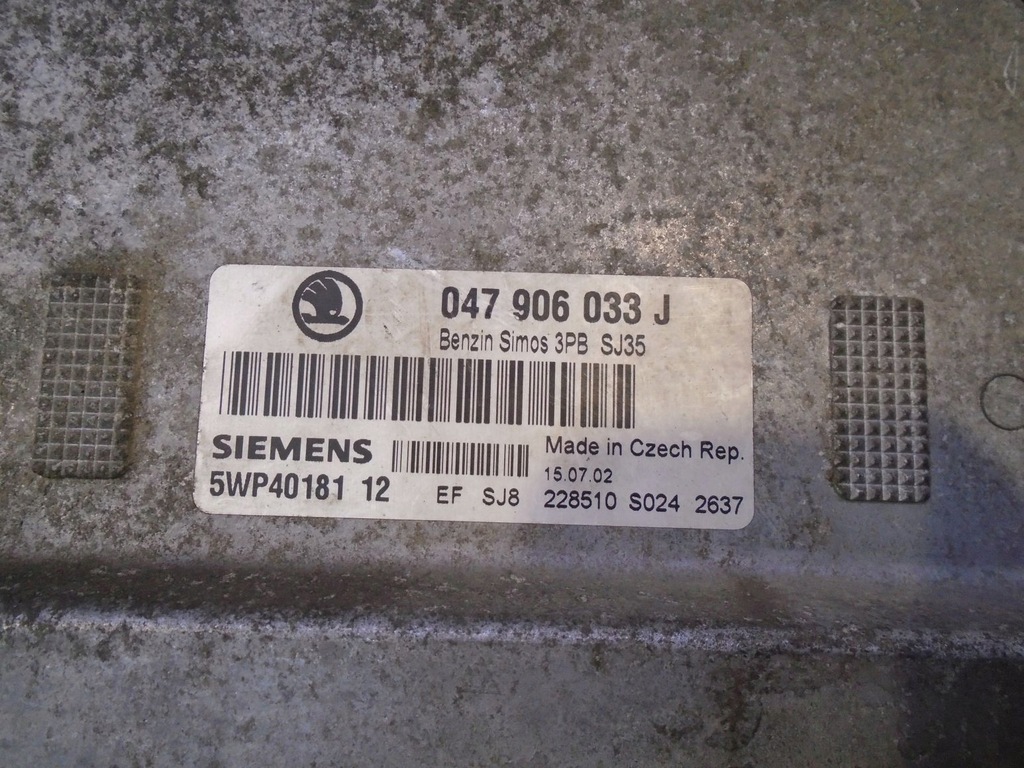 047 906 033 J
Benzin Simos 3PB SJ35
SIEMENS
5WP40181 12
EF SJ8
Made in Czech Rep.
15.07.02
228510 S024 2637